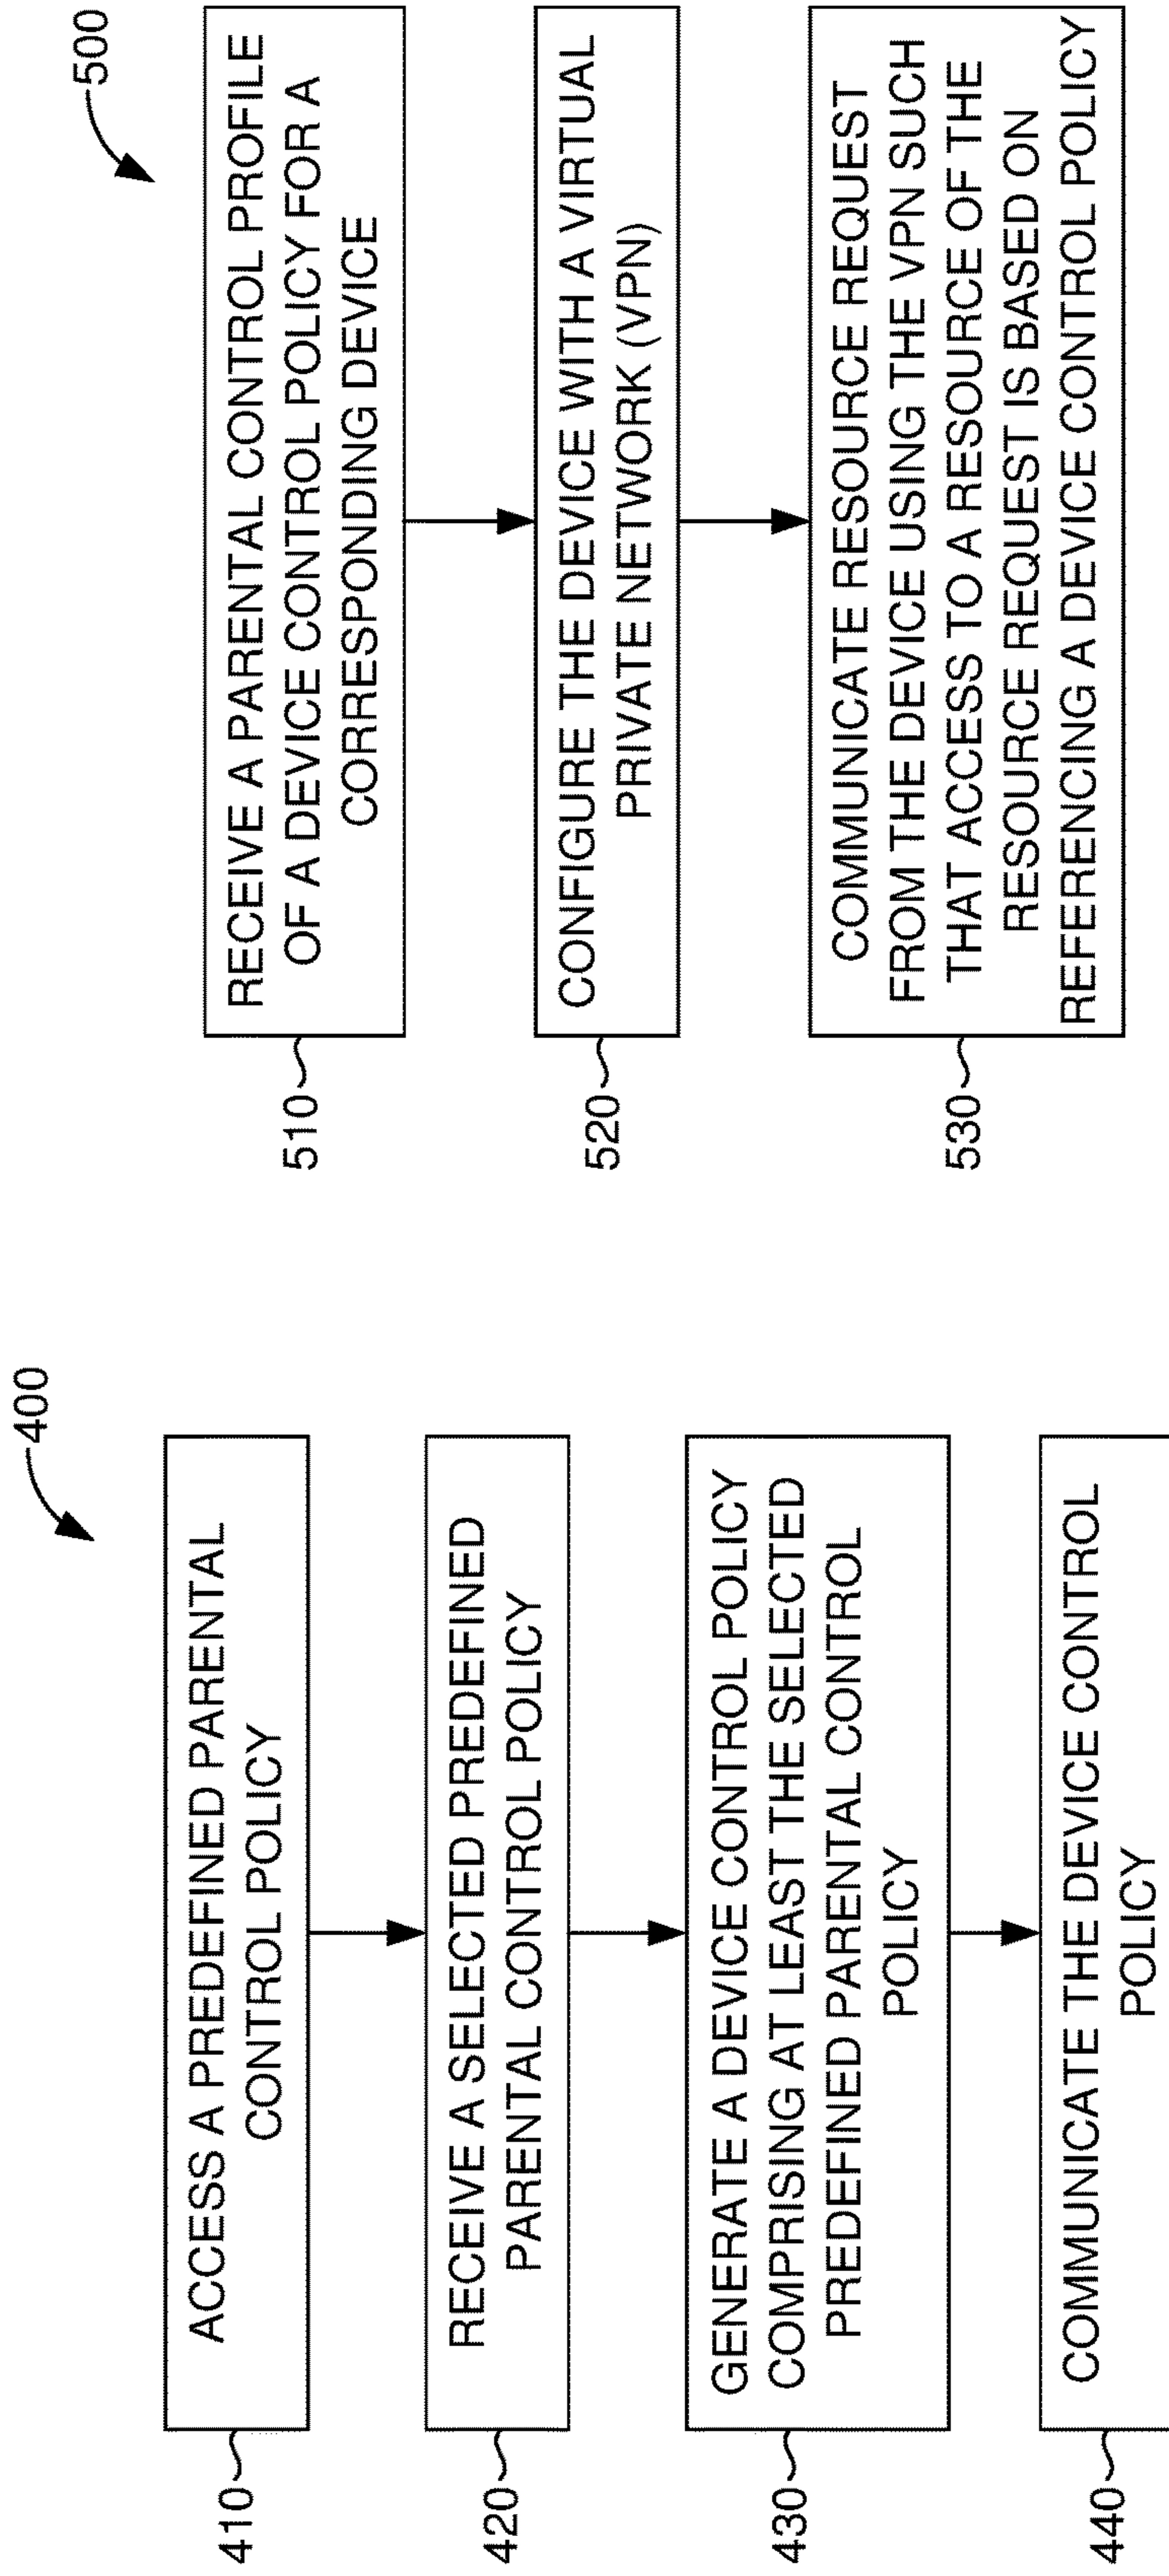 400
410
ACCESS A PREDEFINED PARENTAL
CONTROL POLICY
420
RECEIVE A SELECTED PREDEFINED
PARENTAL CONTROL POLICY
430
GENERATE A DEVICE CONTROL POLICY
COMPRISING AT LEAST THE SELECTED
PREDEFINED PARENTAL CONTROL
POLICY
440
COMMUNICATE THE DEVICE CONTROL
POLICY
500
510
RECEIVE A PARENTAL CONTROL PROFILE
OF A DEVICE CONTROL POLICY FOR A
CORRESPONDING DEVICE
520
CONFIGURE THE DEVICE WITH A VIRTUAL
PRIVATE NETWORK (VPN)
530
COMMUNICATE RESOURCE REQUEST
FROM THE DEVICE USING THE VPN SUCH
THAT ACCESS TO A RESOURCE OF THE
RESOURCE REQUEST IS BASED ON
REFERENCING A DEVICE CONTROL POLICY